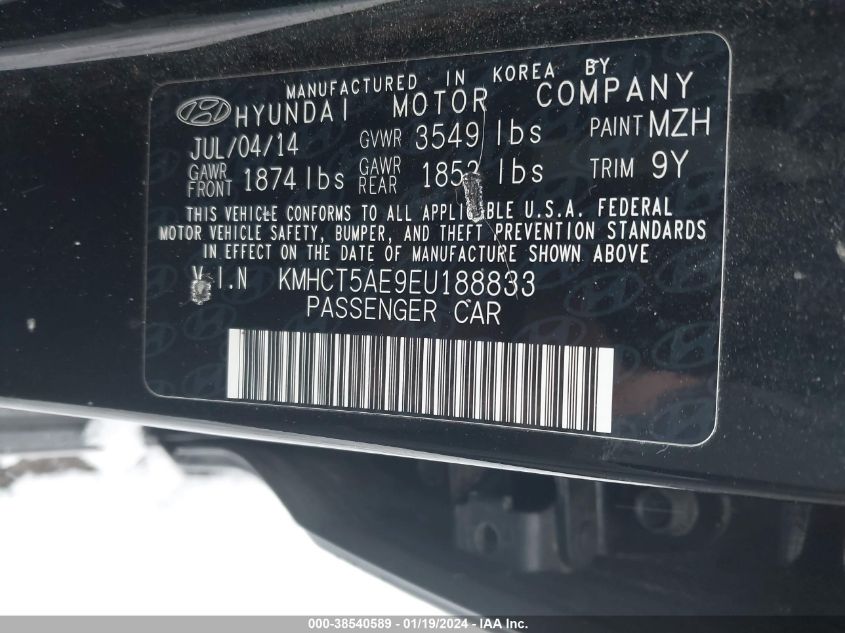 MANUFACTURED IN KOREA BY
HYUNDAI MOTOR COMPANY
JUL/04/14 GVWR 3549 lbs PAINT MZH
GAWR FRONT 1874 lbs GAWR REAR 1853 lbs TRIM 9Y
THIS VEHICLE CONFORMS TO ALL APPLICABLE U.S.A. FEDERAL
MOTOR VEHICLE SAFETY, BUMPER, AND THEFT PREVENTION STANDARDS
IN EFFECT ON THE DATE OF MANUFACTURE SHOWN ABOVE
V.I.N KMHCT5AE9EU188833
PASSENGER CAR
000-38540589 - 01/19/2024 - IAA Inc.